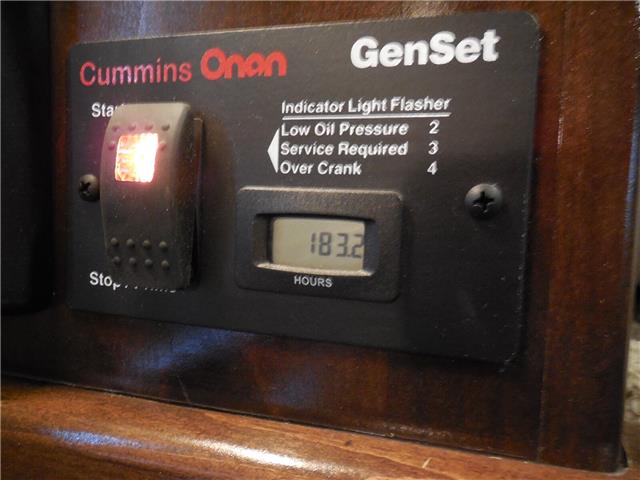 Cummins Onan
GenSet
Indicator Light Flasher
Low Oil Pressure 2
Service Required 3
Over Crank 4
183.2
HOURS